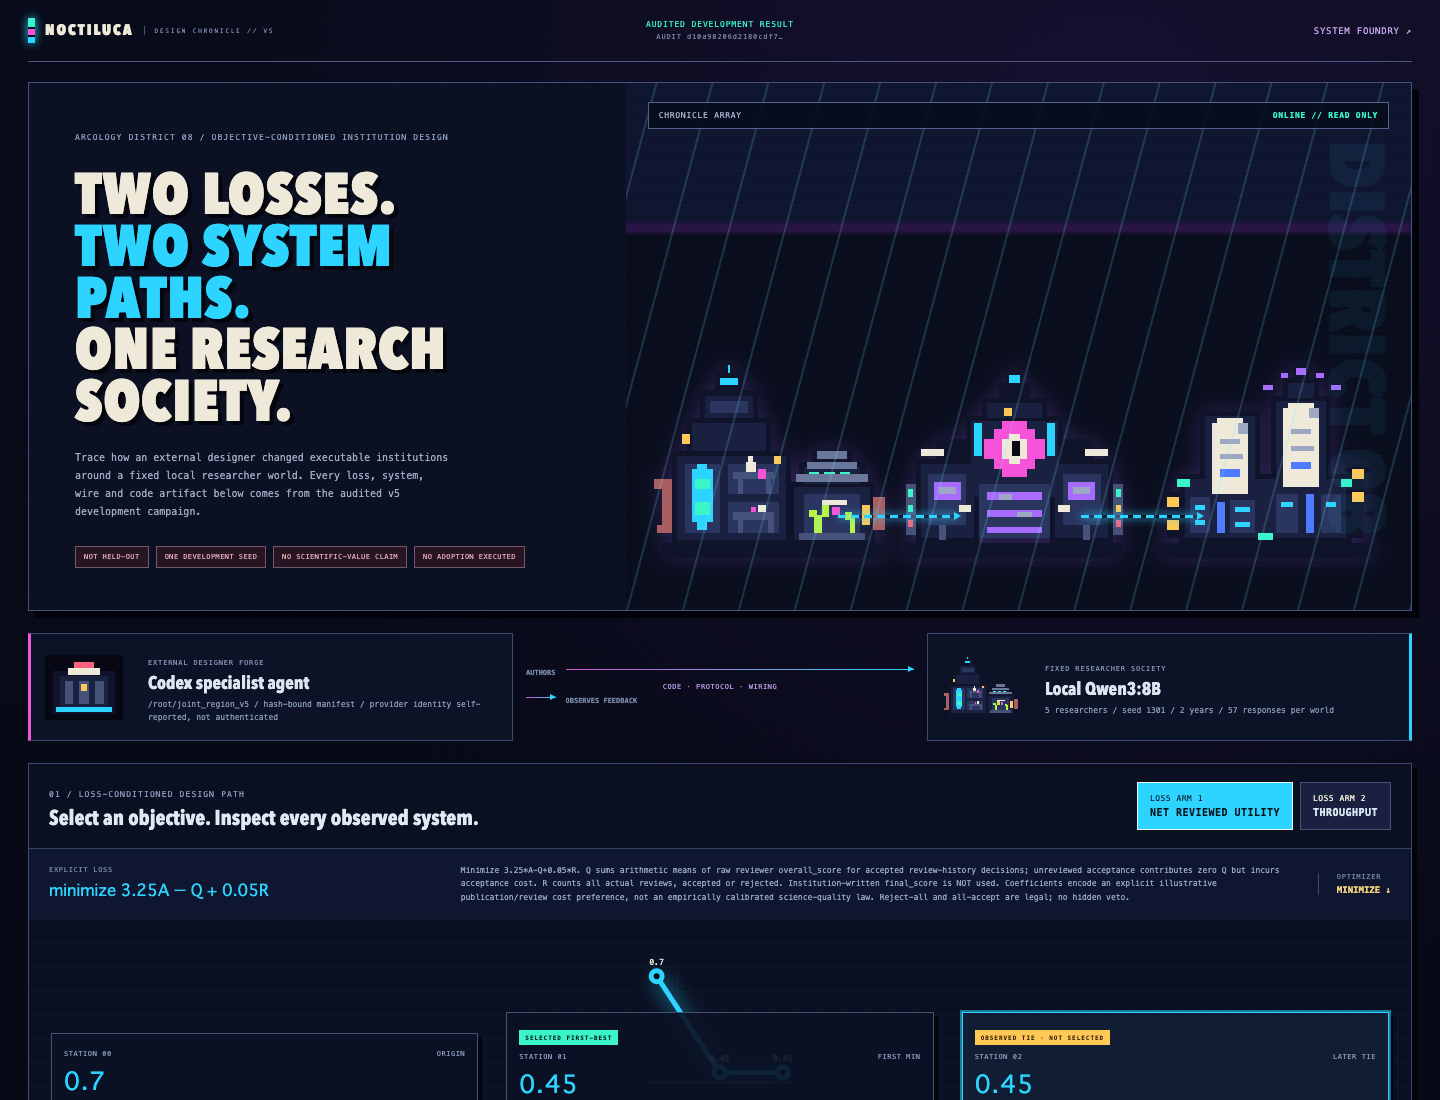 NOCTILUCA
DESIGN CHRONICLE // V5
AUDITED DEVELOPMENT RESULT
AUDIT d10a98206d2180cdf7…
SYSTEM FOUNDRY ↗
ARCOLOGY DISTRICT 08 / OBJECTIVE-CONDITIONED INSTITUTION DESIGN
TWO LOSSES.
TWO SYSTEM
PATHS.
ONE RESEARCH
SOCIETY.
Trace how an external designer changed executable institutions
around a fixed local researcher world. Every loss, system,
wire and code artifact below comes from the audited v5
development campaign.
NOT HELD-OUT
ONE DEVELOPMENT SEED
NO SCIENTIFIC-VALUE CLAIM
NO ADOPTION EXECUTED
CHRONICLE ARRAY
ONLINE // READ ONLY
EXTERNAL DESIGNER FORGE
Codex specialist agent
/root/joint_region_v5 / hash-bound manifest / provider identity self-
reported, not authenticated
AUTHORS
CODE · PROTOCOL · WIRING
OBSERVES FEEDBACK
FIXED RESEARCHER SOCIETY
Local Qwen3:8B
5 researchers / seed 1301 / 2 years / 57 responses per world
01 / LOSS-CONDITIONED DESIGN PATH
Select an objective. Inspect every observed system.
LOSS ARM 1
NET REVIEWED UTILITY
LOSS ARM 2
THROUGHPUT
EXPLICIT LOSS
minimize 3.25A — Q + 0.05R
Minimize 3.25*A-Q+0.05*R. Q sums arithmetic means of raw reviewer overall_score for accepted review-history decisions; unreviewed acceptance contributes zero Q but incurs
acceptance cost. R counts all actual reviews, accepted or rejected. Institution-written final_score is NOT used. Coefficients encode an explicit illustrative
publication/review cost preference, not an empirically calibrated science-quality law. Reject-all and all-accept are legal; no hidden veto.
OPTIMIZER
MINIMIZE ↓
0.7
0.45
0.45
STATION 00
ORIGIN
0.7
SELECTED FIRST-BEST
STATION 01
FIRST MIN
0.45
OBSERVED TIE · NOT SELECTED
STATION 02
LATER TIE
0.45